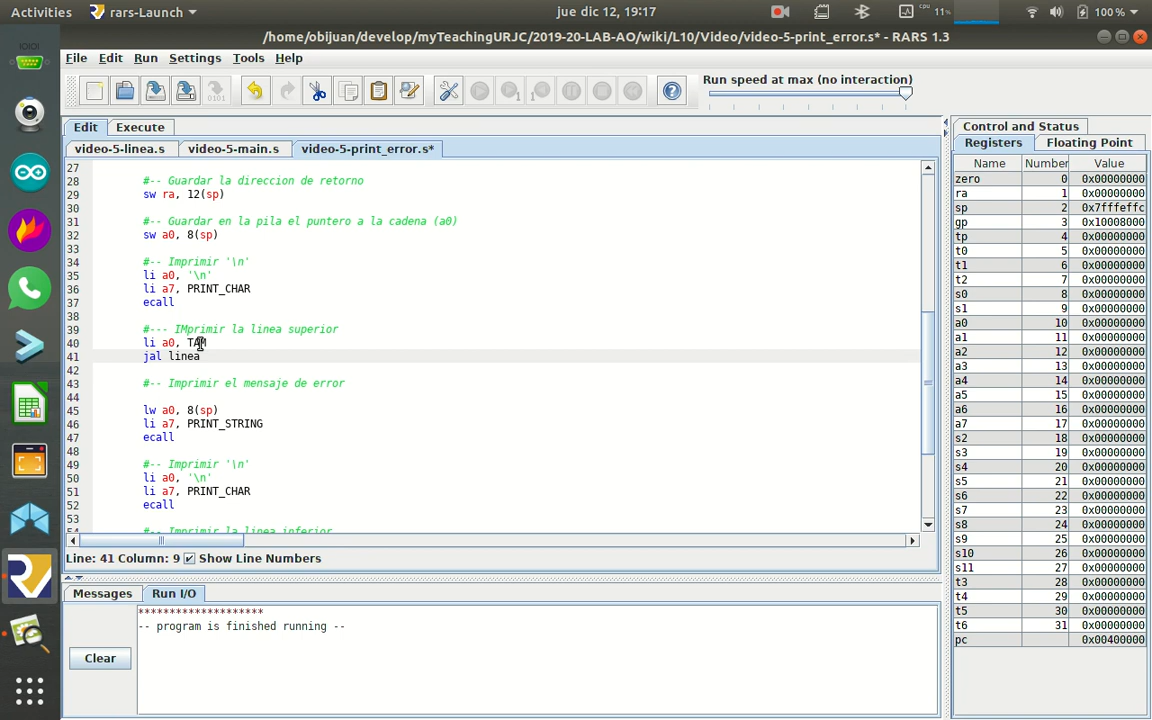 Activities rars-Launch jue dic 12, 19:17 cpu 11% 100%
/home/obijuan/develop/myTeachingURJC/2019-20-LAB-AO/wiki/L10/Video/video-5-print_error.s* - RARS 1.3
File Edit Run Settings Tools Help
Run speed at max (no interaction)
Edit Execute
video-5-linea.s video-5-main.s video-5-print_error.s*
27
28 #-- Guardar la direccion de retorno
29 sw ra, 12(sp)
30
31 #-- Guardar en la pila el puntero a la cadena (a0)
32 sw a0, 8(sp)
33
34 #-- Imprimir '\n'
35 li a0, '\n'
36 li a7, PRINT_CHAR
37 ecall
38
39 #--- IMprimir la linea superior
40 li a0, TAM
41 jal linea
42
43 #-- Imprimir el mensaje de error
44
45 lw a0, 8(sp)
46 li a7, PRINT_STRING
47 ecall
48
49 #-- Imprimir '\n'
50 li a0, '\n'
51 li a7, PRINT_CHAR
52 ecall
53
54 #-- Imprimir la linea inferior
Line: 41 Column: 9 Show Line Numbers
Messages Run I/O
********************
-- program is finished running --
Clear
Control and Status
Registers Floating Point
Name Number Value
zero 0 0x00000000
ra 1 0x00000000
sp 2 0x7fffeffc
gp 3 0x10008000
tp 4 0x00000000
t0 5 0x00000000
t1 6 0x00000000
t2 7 0x00000000
s0 8 0x00000000
s1 9 0x00000000
a0 10 0x00000000
a1 11 0x00000000
a2 12 0x00000000
a3 13 0x00000000
a4 14 0x00000000
a5 15 0x00000000
a6 16 0x00000000
a7 17 0x00000000
s2 18 0x00000000
s3 19 0x00000000
s4 20 0x00000000
s5 21 0x00000000
s6 22 0x00000000
s7 23 0x00000000
s8 24 0x00000000
s9 25 0x00000000
s10 26 0x00000000
s11 27 0x00000000
t3 28 0x00000000
t4 29 0x00000000
t5 30 0x00000000
t6 31 0x00000000
pc 0x00400000